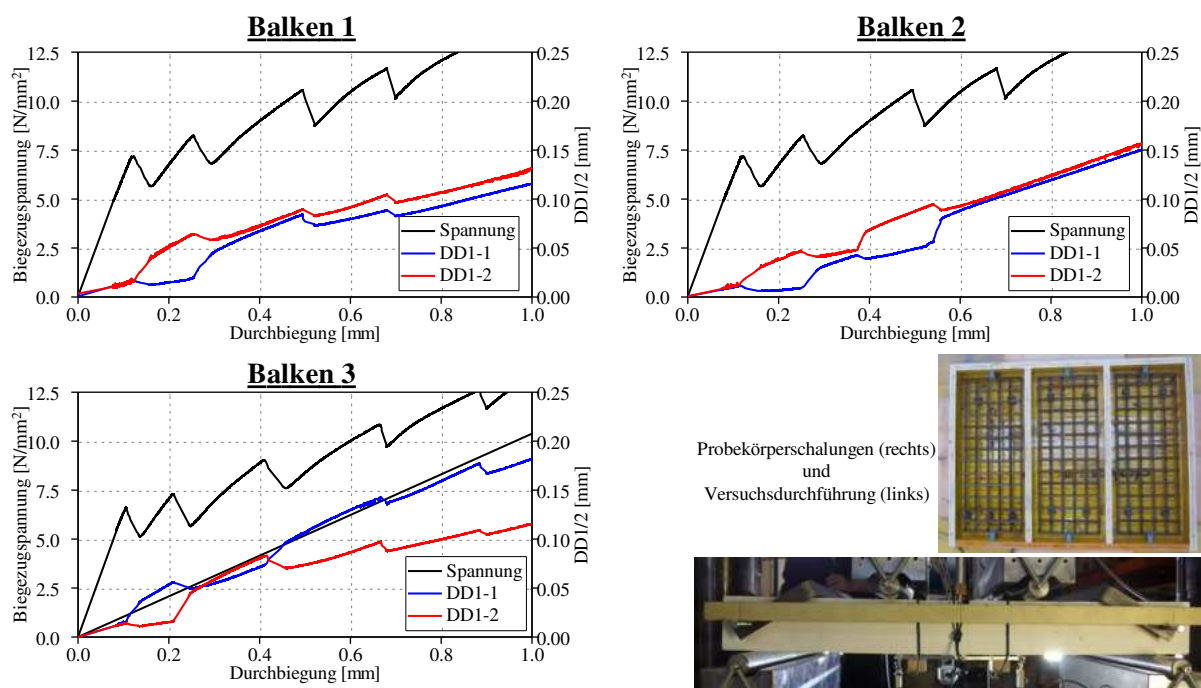 Balken 1
12.5
10.0
7.5
5.0
2.5
0.0
Biegezugspannung [N/mm²]
0.25
0.20
0.15
0.10
0.05
0.00
DD1/2 [mm]
Spannung
DD1-1
DD1-2
0.0 0.2 0.4 0.6 0.8 1.0
Durchbiegung [mm]
Balken 2
12.5
10.0
7.5
5.0
2.5
0.0
Biegezugspannung [N/mm²]
0.25
0.20
0.15
0.10
0.05
0.00
DD1/2 [mm]
Spannung
DD1-1
DD1-2
0.0 0.2 0.4 0.6 0.8 1.0
Durchbiegung [mm]
Balken 3
12.5
10.0
7.5
5.0
2.5
0.0
Biegezugspannung [N/mm²]
0.25
0.20
0.15
0.10
0.05
0.00
DD1/2 [mm]
Spannung
DD1-1
DD1-2
0.0 0.2 0.4 0.6 0.8 1.0
Durchbiegung [mm]
Probekörperschalungen (rechts)
und
Versuchsdurchführung (links)